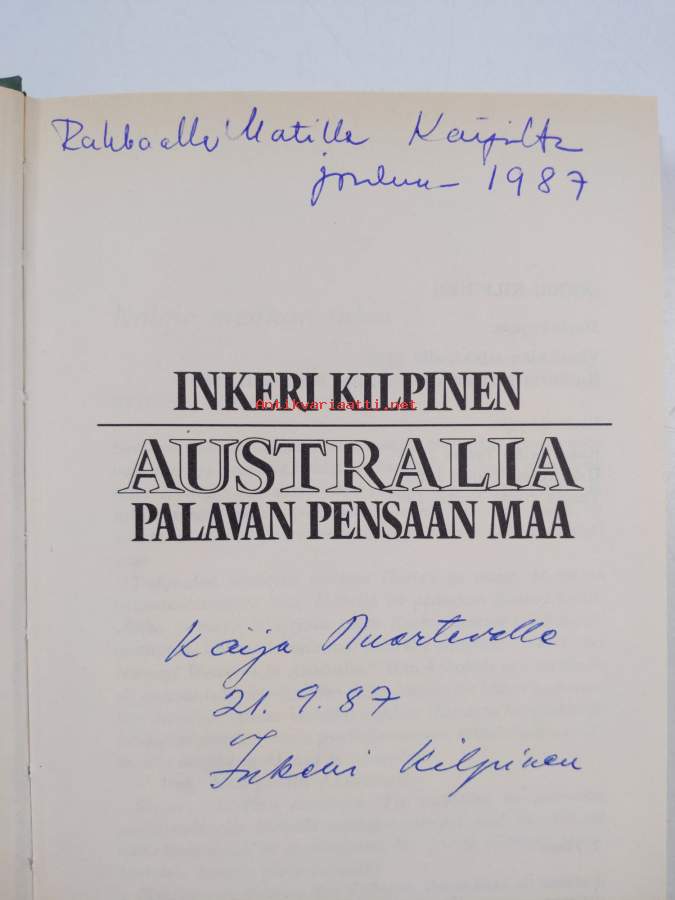 Rakkaalle Matille Kaijalta
jouluna 1987
INKERI KILPINEN
Antikvariaatti.net
AUSTRALIA
PALAVAN PENSAAN MAA
Kaija Nuortevalle
21. 9. 87
Inkeri Kilpinen